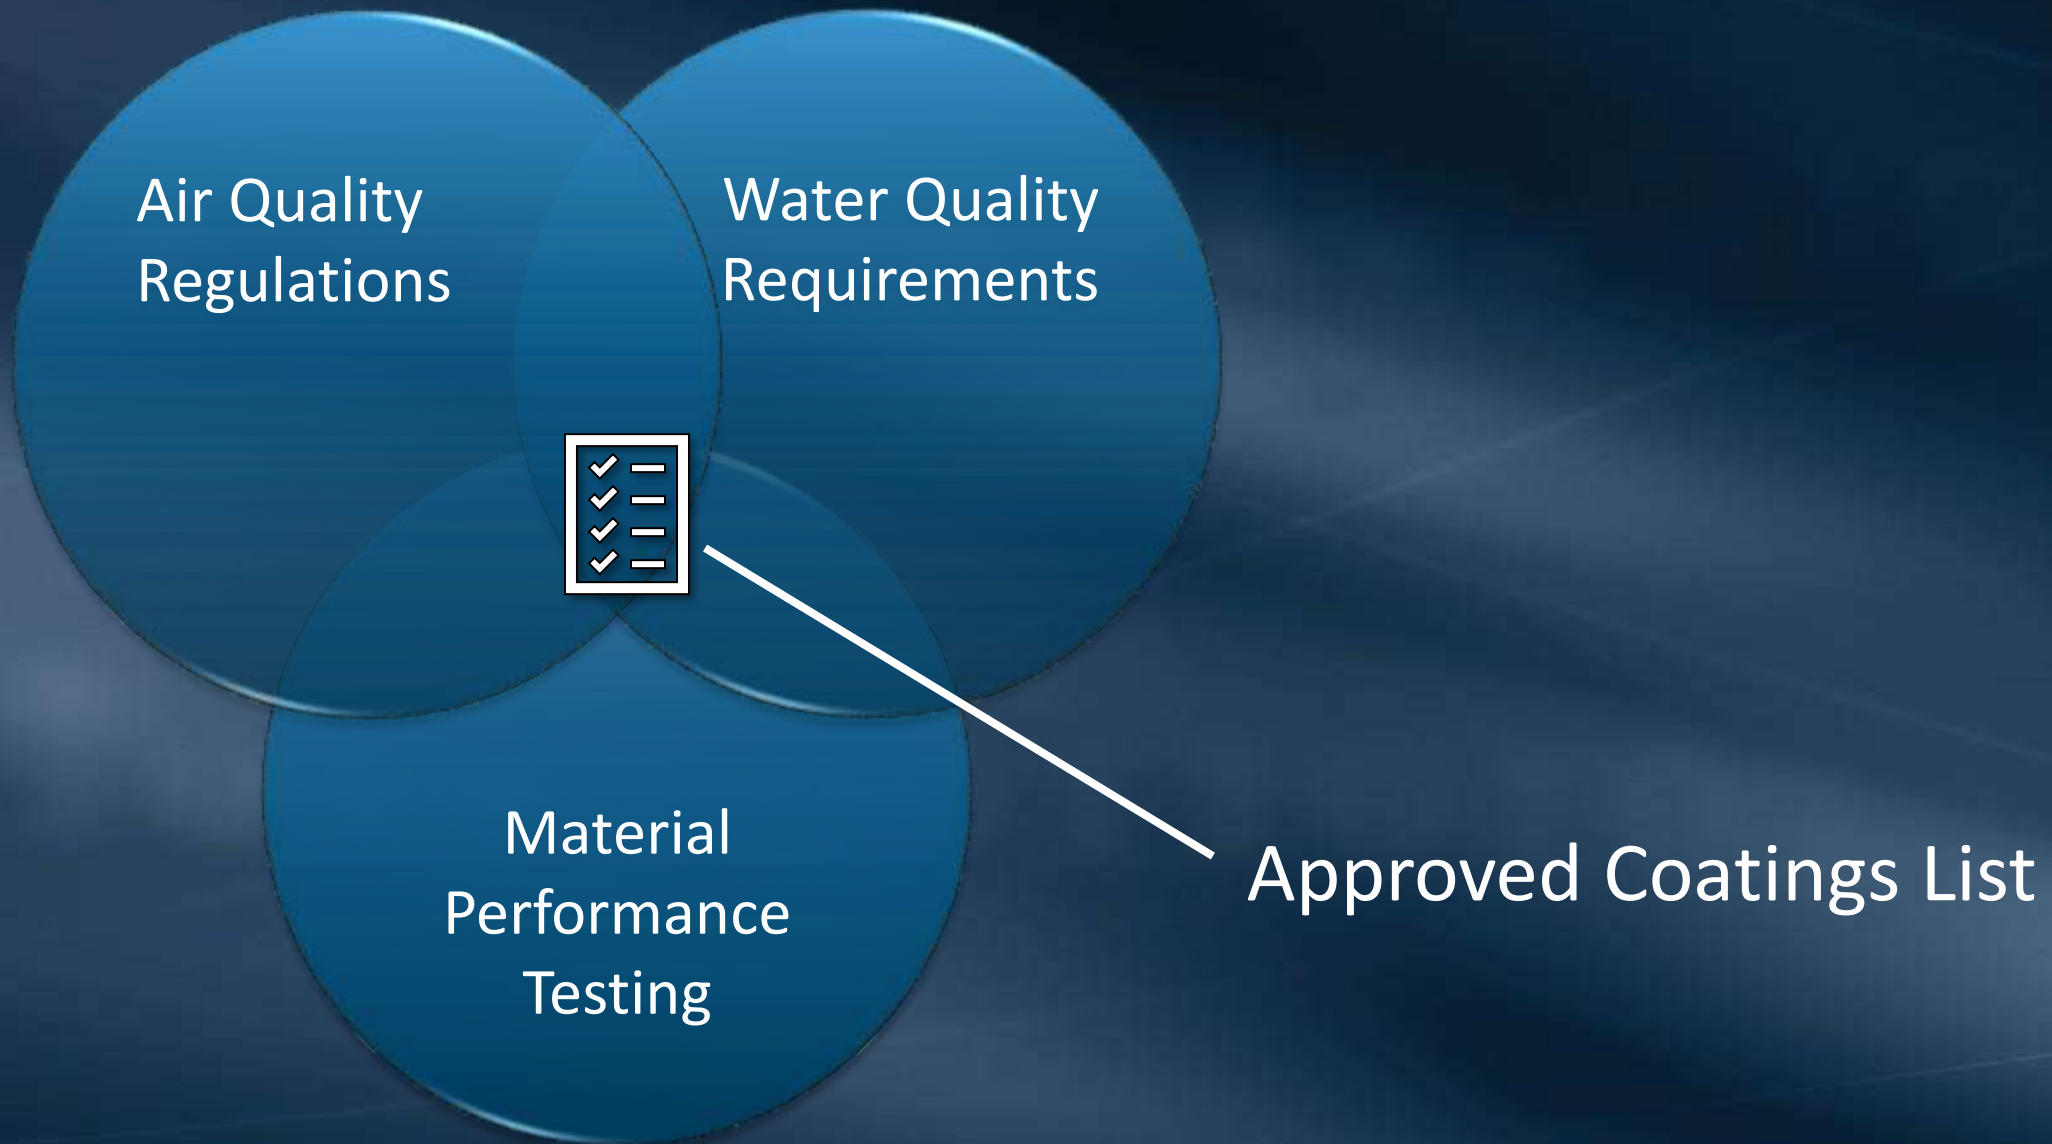 Air Quality
Regulations
Water Quality
Requirements
Material
Performance
Testing
Approved Coatings List